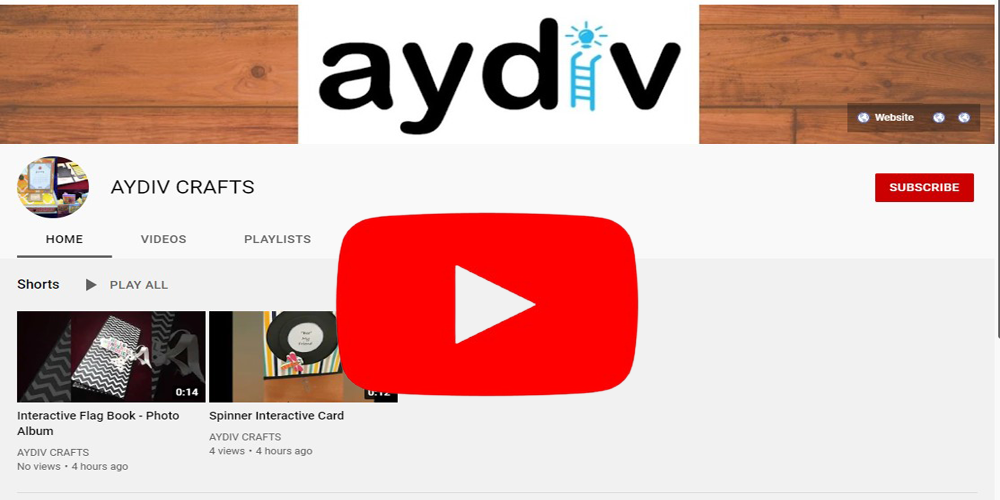 aydiv
Website
AYDIV CRAFTS
SUBSCRIBE
HOME VIDEOS PLAYLISTS
Shorts PLAY ALL
0:14
0:12
Interactive Flag Book - Photo
Album
AYDIV CRAFTS
No views • 4 hours ago
Spinner Interactive Card
AYDIV CRAFTS
4 views • 4 hours ago